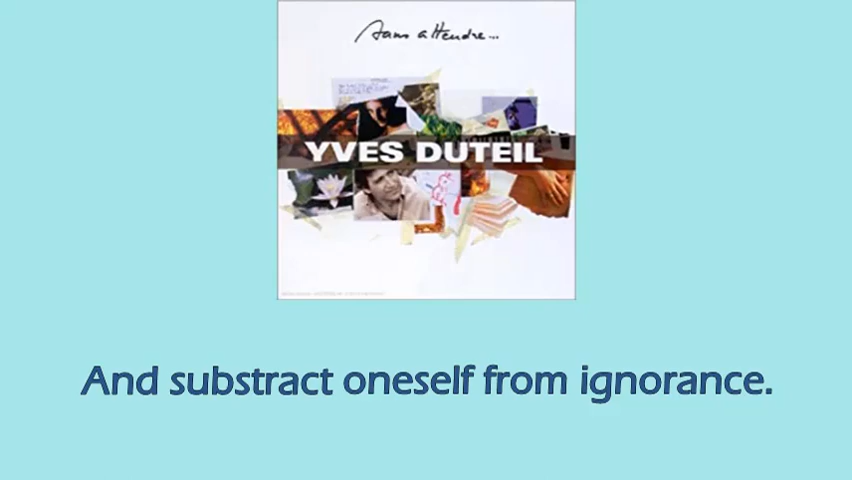 Sans attendre...
YVES DUTEIL
And substract oneself from ignorance.